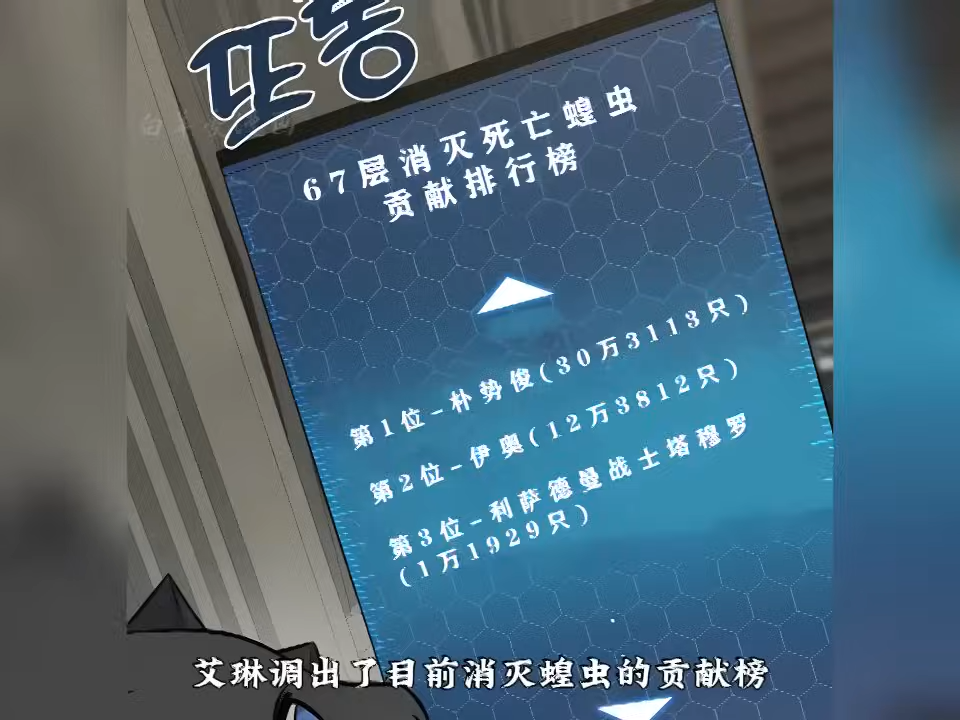 띠롱
67层消灭死亡蝗虫
贡献排行榜
第1位-朴势俊(30万3113只)
第2位-伊奥(12万3812只)
第3位-利萨德曼战士塔穆罗
(1万1929只)
艾琳调出了目前消灭蝗虫的贡献榜